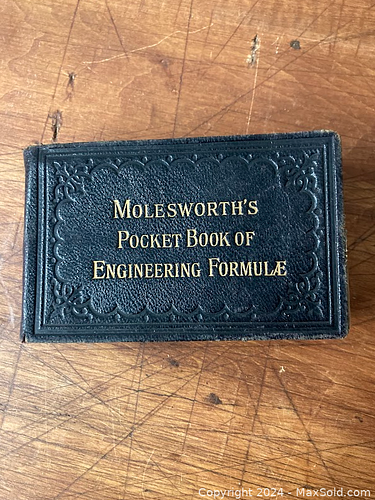 MOLESWORTH'S
POCKET BOOK OF
ENGINEERING FORMULÆ
Copyright 2024 - MaxSold.com